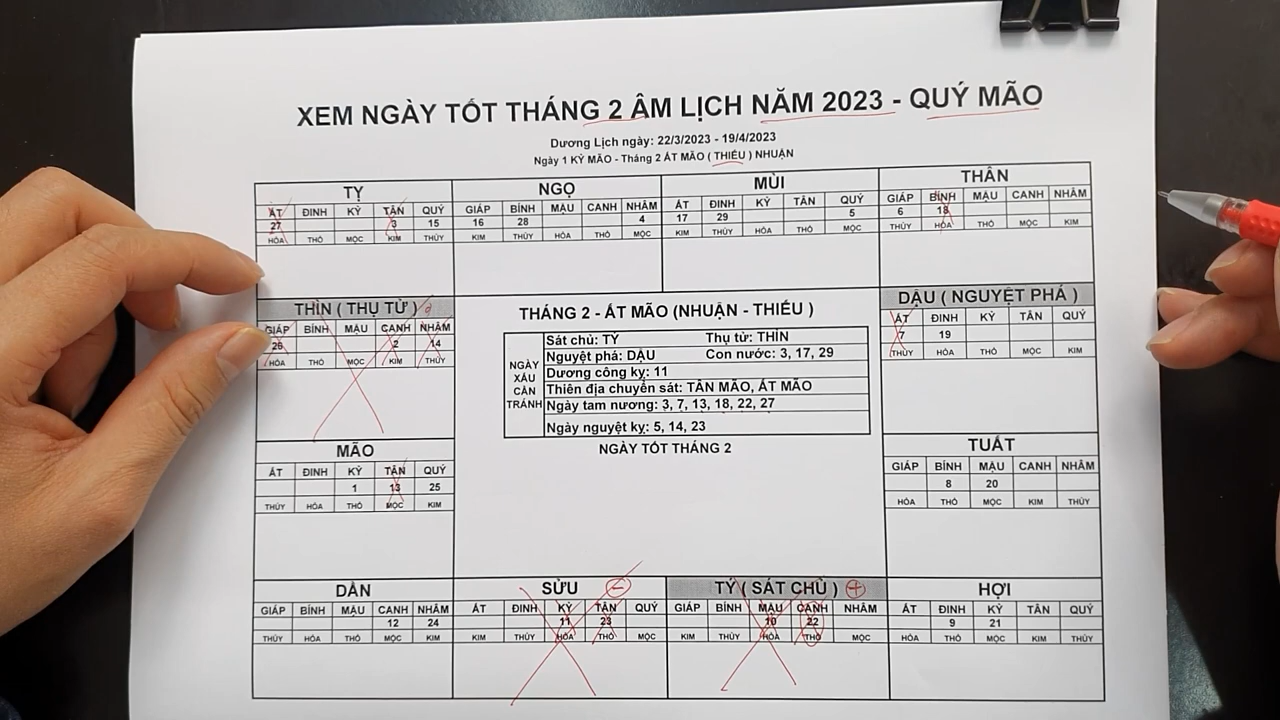 XEM NGÀY TỐT THÁNG 2 ÂM LỊCH NĂM 2023 - QUÝ MÃO
Dương Lịch ngày: 22/3/2023 - 19/4/2023
Ngày 1 KỶ MÃO - Tháng 2 ẤT MÃO ( THIẾU ) NHUẬN
TỴ
ẤT ĐINH KỶ TÂN QUÝ
27 3 15
HỎA THỔ MỘC KIM THỦY
NGỌ
GIÁP BÍNH MẬU CANH NHÂM
16 28 4
KIM THỦY HỎA THỔ MỘC
MÙI
ẤT ĐINH KỶ TÂN QUÝ
17 29 5
KIM THỦY HỎA THỔ MỘC
THÂN
GIÁP BÍNH MẬU CANH NHÂM
6 18
THỦY HỎA THỔ MỘC KIM
THÌN ( THỤ TỬ )
GIÁP BÍNH MẬU CANH NHÂM
26 2 14
HỎA THỔ MỘC KIM THỦY
THÁNG 2 - ẤT MÃO (NHUẬN - THIẾU )
NGÀY XẤU CẦN TRÁNH
Sát chủ: TÝ Thụ tử: THÌN
Nguyệt phá: DẬU Con nước: 3, 17, 29
Dương công kỵ: 11
Thiên địa chuyển sát: TÂN MÃO, ẤT MÃO
Ngày tam nương: 3, 7, 13, 18, 22, 27
Ngày nguyệt kỵ: 5, 14, 23
NGÀY TỐT THÁNG 2
DẬU ( NGUYỆT PHÁ )
ẤT ĐINH KỶ TÂN QUÝ
7 19
THỦY HỎA THỔ MỘC KIM
MÃO
ẤT ĐINH KỶ TÂN QUÝ
1 13 25
THỦY HỎA THỔ MỘC KIM
TUẤT
GIÁP BÍNH MẬU CANH NHÂM
8 20
HỎA THỔ MỘC KIM THỦY
DẦN
GIÁP BÍNH MẬU CANH NHÂM
12 24
THỦY HỎA THỔ MỘC KIM
SỬU
ẤT ĐINH KỶ TÂN QUÝ
11 23
KIM THỦY HỎA THỔ MỘC
TÝ ( SÁT CHỦ )
GIÁP BÍNH MẬU CANH NHÂM
10 22
KIM THỦY HỎA THỔ MỘC
HỢI
ẤT ĐINH KỶ TÂN QUÝ
9 21
HỎA THỔ MỘC KIM THỦY